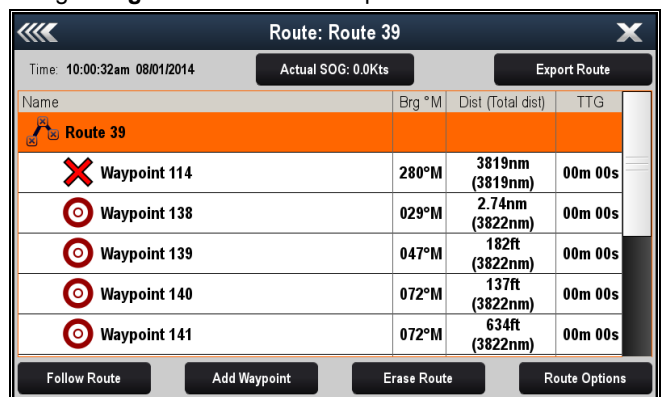 Route: Route 39
Time: 10:00:32am 08/01/2014 Actual SOG: 0.0Kts Export Route
Name Brg °M Dist (Total dist) TTG
Route 39
Waypoint 114 280°M 3819nm (3819nm) 00m 00s
Waypoint 138 029°M 2.74nm (3822nm) 00m 00s
Waypoint 139 047°M 182ft (3822nm) 00m 00s
Waypoint 140 072°M 137ft (3822nm) 00m 00s
Waypoint 141 072°M 634ft (3822nm) 00m 00s
Follow Route Add Waypoint Erase Route Route Options